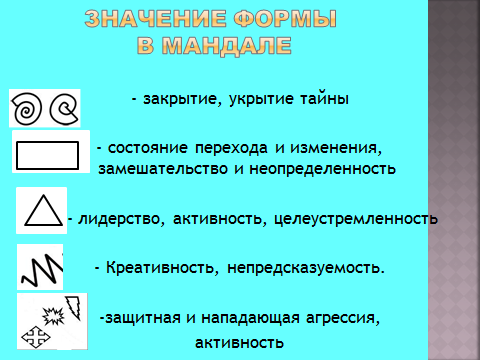 ЗНАЧЕНИЕ ФОРМЫ
В МАНДАЛЕ
- закрытие, укрытие тайны
- состояние перехода и изменения,
замешательство и неопределенность
- лидерство, активность, целеустремленность
- Креативность, непредсказуемость.
-защитная и нападающая агрессия,
активность